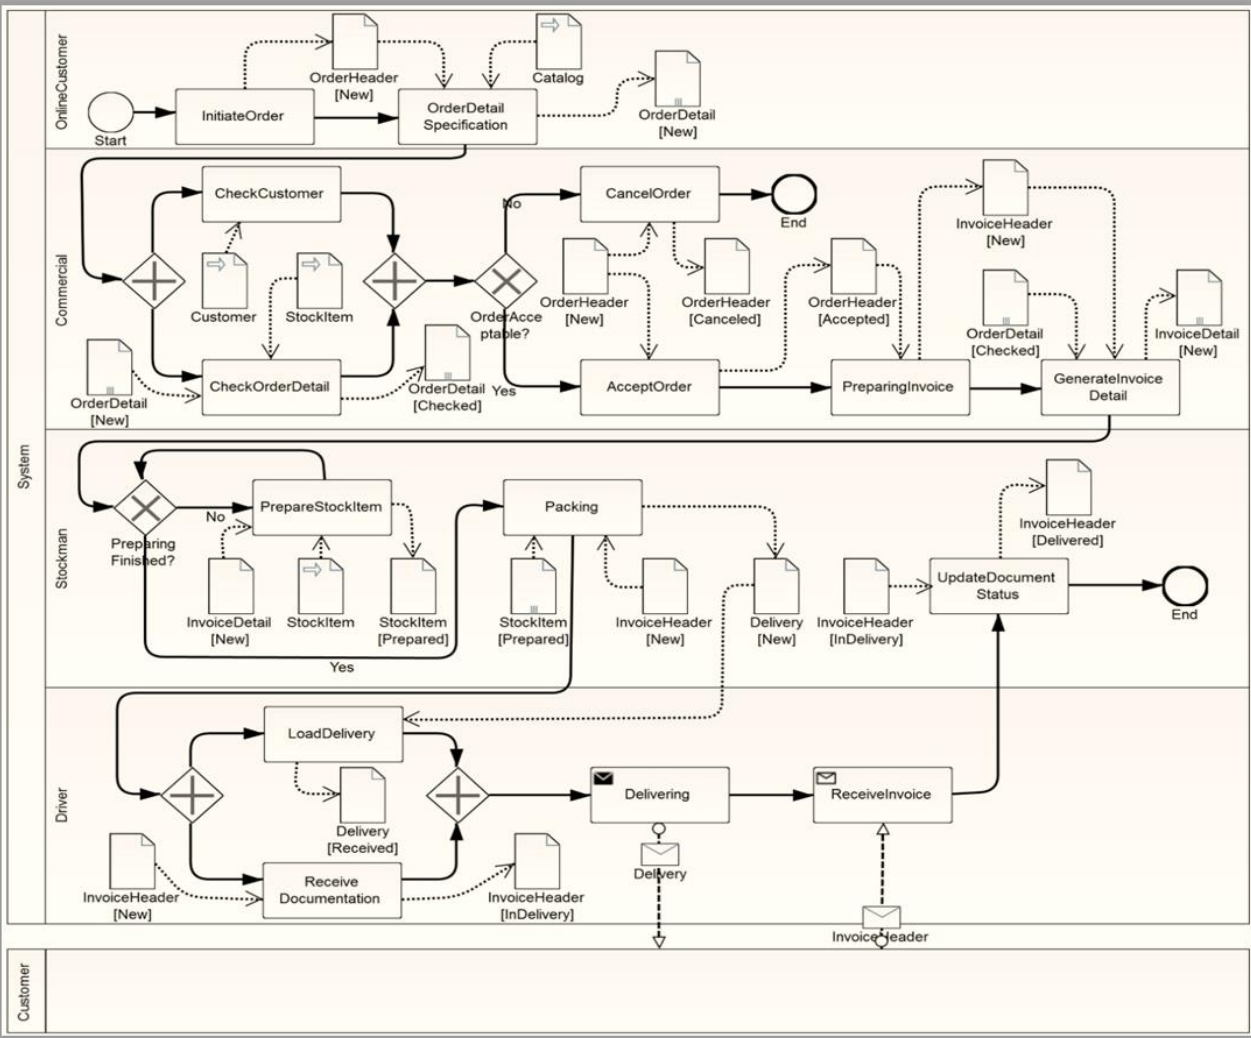 System
OnlineCustomer
OrderHeader
[New]
Catalog
OrderDetail
[New]
Start
InitiateOrder
OrderDetail
Specification
Commercial
CheckCustomer
Customer
StockItem
OrderDetail
[New]
CheckOrderDetail
OrderDetail
[Checked]
OrderAcce
ptable?
No
Yes
CancelOrder
End
OrderHeader
[New]
OrderHeader
[Canceled]
OrderHeader
[Accepted]
AcceptOrder
PreparingInvoice
InvoiceHeader
[New]
OrderDetail
[Checked]
InvoiceDetail
[New]
GenerateInvoice
Detail
Stockman
Preparing
Finished?
No
Yes
PrepareStockItem
InvoiceDetail
[New]
StockItem
StockItem
[Prepared]
Packing
StockItem
[Prepared]
InvoiceHeader
[New]
Delivery
[New]
InvoiceHeader
[InDelivery]
UpdateDocument
Status
InvoiceHeader
[Delivered]
End
Driver
LoadDelivery
Delivery
[Received]
InvoiceHeader
[New]
Receive
Documentation
InvoiceHeader
[InDelivery]
Delivering
Delivery
ReceiveInvoice
InvoiceHeader
Customer